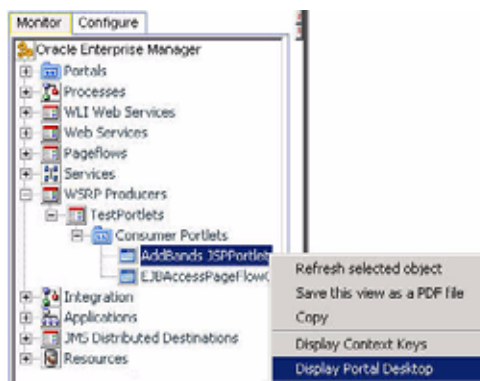 Monitor Configure
Oracle Enterprise Manager
Portals
Processes
WLI Web Services
Web Services
Pageflows
Services
WSRP Producers
TestPortlets
Consumer Portlets
AddBands JSPPortlet
EJBAccessPageFlow
Integration
Applications
JMS Distributed Destinations
Resources
Refresh selected object
Save this view as a PDF file
Copy
Display Context Keys
Display Portal Desktop